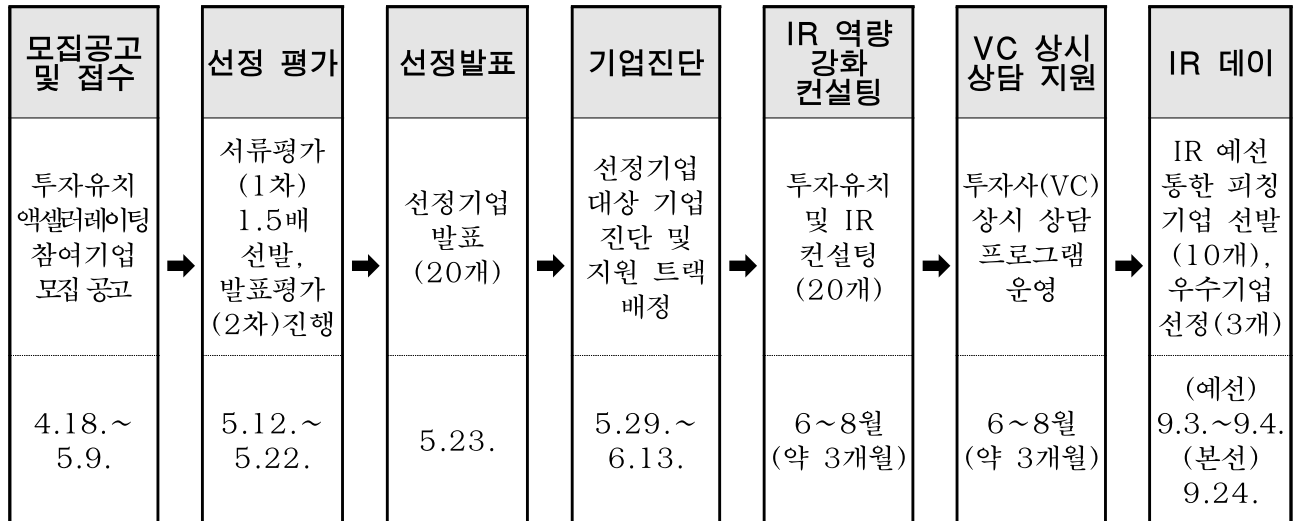 모집공고
및 접수
투자유치
액셀러레이팅
참여기업
모집 공고
4.18.~
5.9.
선정 평가
서류평가
(1차)
1.5배
선발,
발표평가
(2차)진행
5.12.~
5.22.
선정발표
선정기업
발표
(20개)
5.23.
기업진단
선정기업
대상 기업
진단 및
지원 트랙
배정
5.29.~
6.13.
IR 역량
강화
컨설팅
투자유치
및 IR
컨설팅
(20개)
6~8월
(약 3개월)
VC 상시
상담 지원
투자사(VC)
상시 상담
프로그램
운영
6~8월
(약 3개월)
IR 데이
IR 예선
통한 피칭
기업 선발
(10개),
우수기업
선정(3개)
(예선)
9.3.~9.4.
(본선)
9.24.